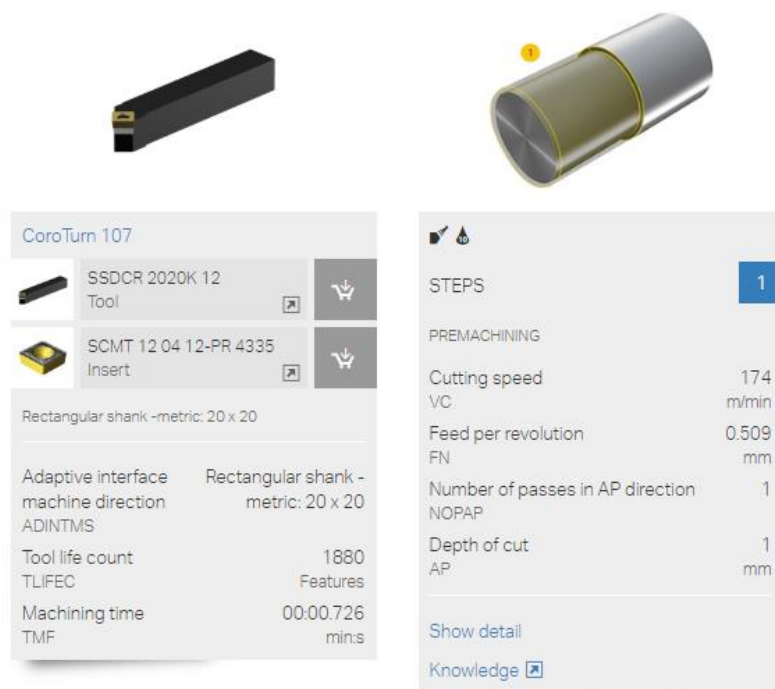 1
CoroTurn 107
SSDCR 2020K 12
Tool
SCMT 12 04 12-PR 4335
Insert
Rectangular shank -metric: 20 x 20
Adaptive interface machine direction
ADINTMS
Rectangular shank - metric: 20 x 20
Tool life count 1880
TLIFEC Features
Machining time 00:00.726
TMF min:s
10
STEPS 1
PREMACHINING
Cutting speed 174
VC m/min
Feed per revolution 0.509
FN mm
Number of passes in AP direction 1
NOPAP
Depth of cut 1
AP mm
Show detail
Knowledge